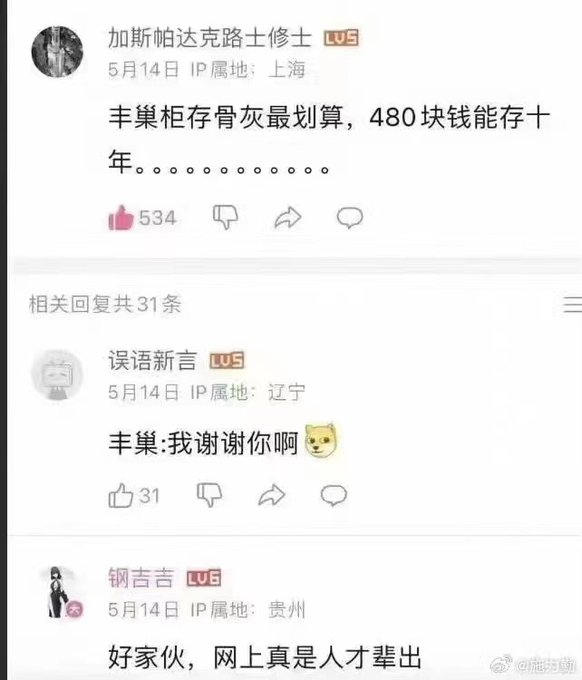 加斯帕达克路士修士 LV5
5月14日 IP属地：上海
丰巢柜存骨灰最划算，480块钱能存十
年。。。。。。。。。。。。
534
相关回复共31条
误语新言 LV5
5月14日 IP属地：辽宁
丰巢:我谢谢你啊
31
钢吉吉 LV6
大
5月14日 IP属地：贵州
好家伙，网上真是人才辈出
@施力勤